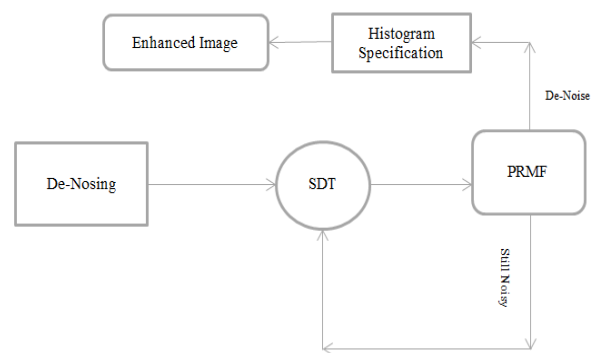 Enhanced Image
Histogram
Specification
De-Noise
De-Nosing
SDT
PRMF
Still Noisy